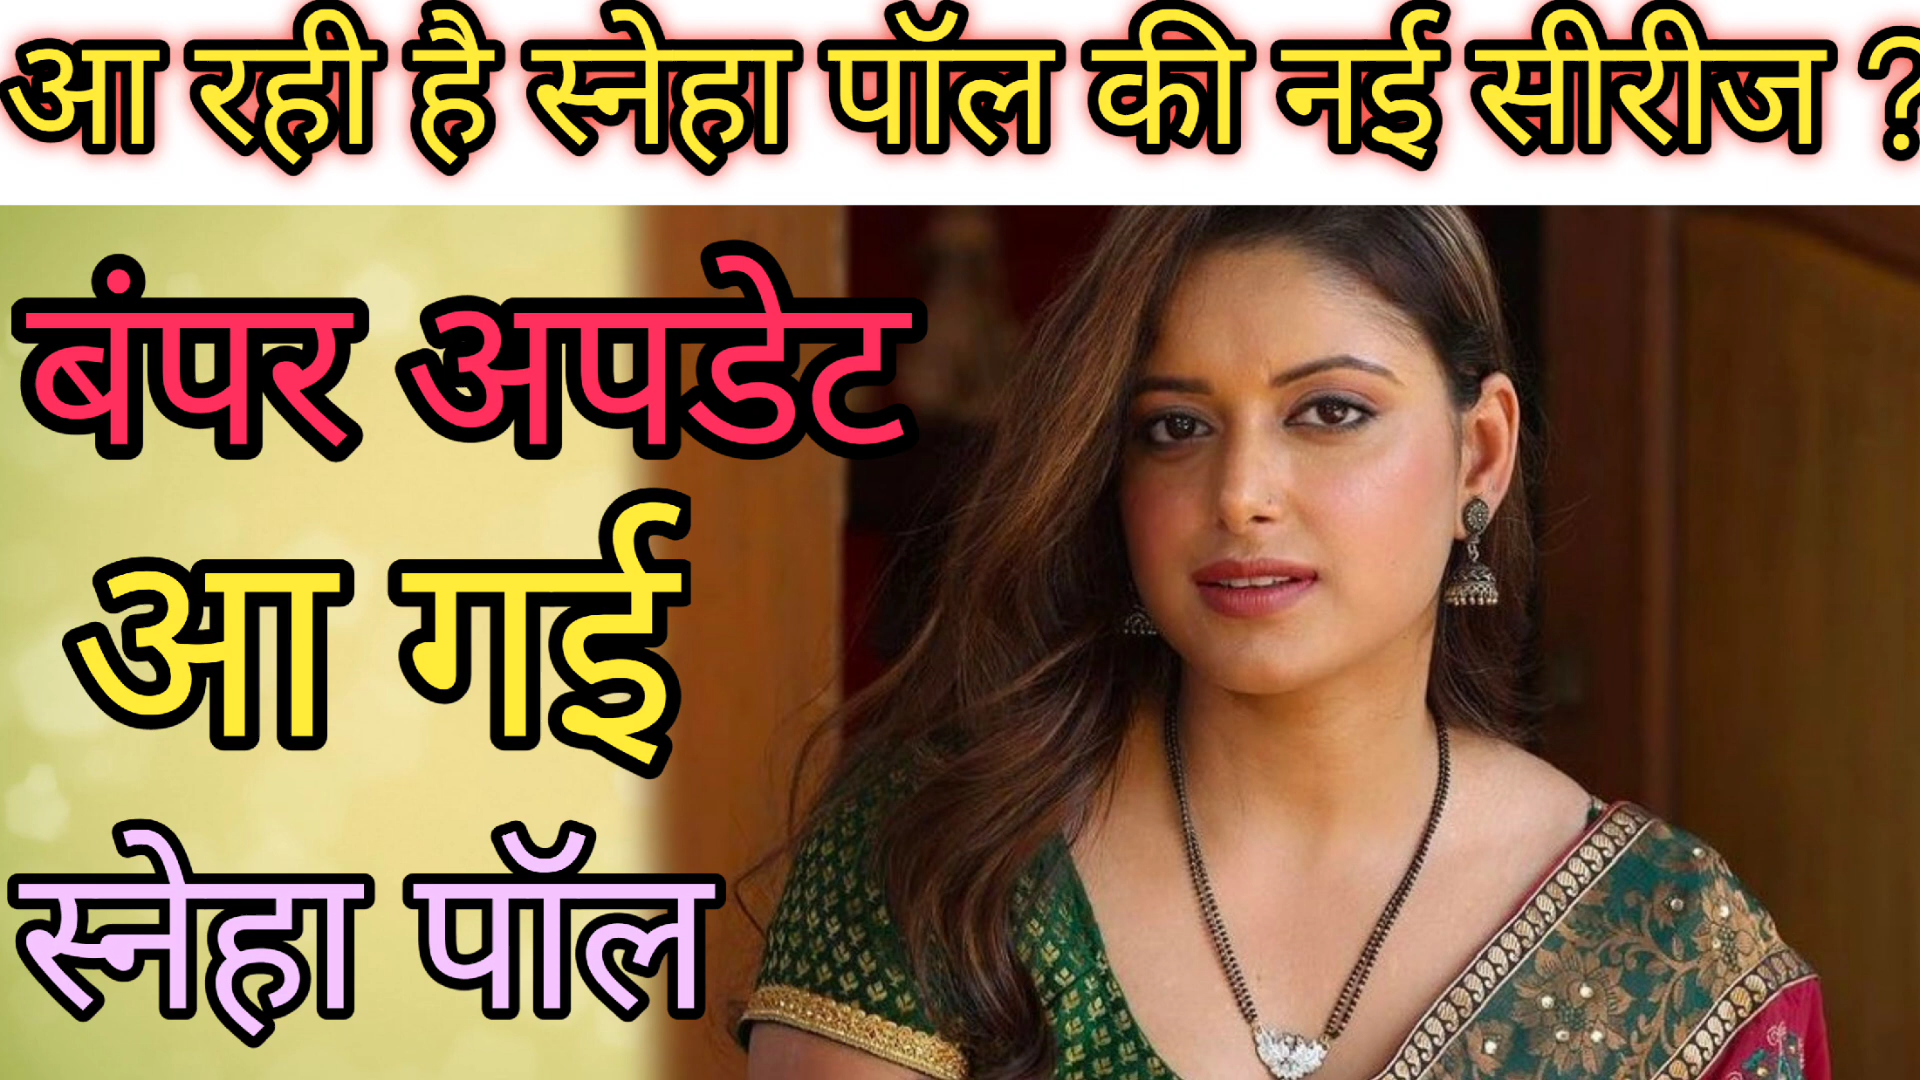 आ रही है स्नेहा पॉल की नई सीरीज ?
बंपर अपडेट
आ गई
स्नेहा पॉल